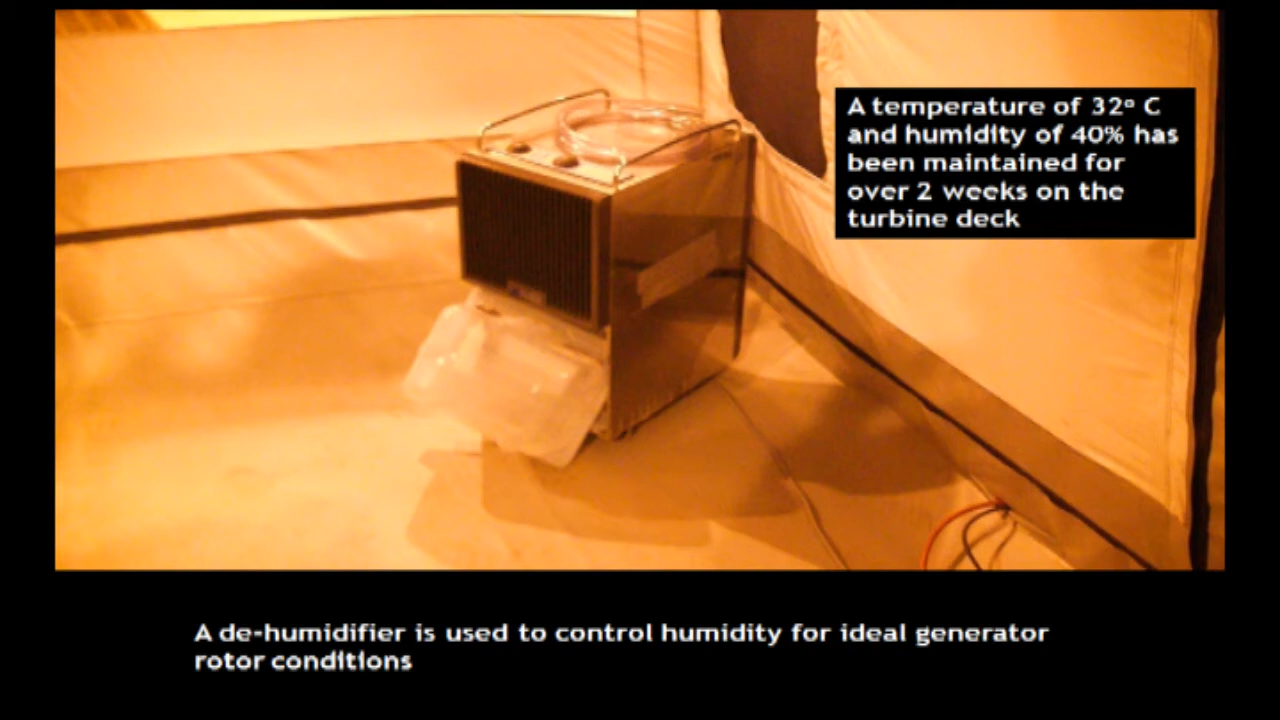 A temperature of 32º C
and humidity of 40% has
been maintained for
over 2 weeks on the
turbine deck
A de-humidifier is used to control humidity for ideal generator
rotor conditions